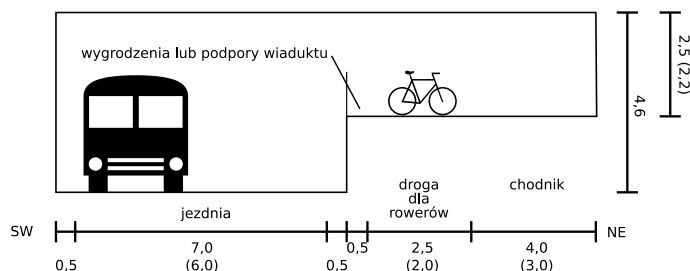 wygrodzenia lub podpory wiaduktu
2,5 (2,2)
4,6
droga
dla
rowerów
chodnik
jezdnia
SW
NE
0,5
7,0
(6,0)
0,5
0,5
2,5
(2,0)
4,0
(3,0)